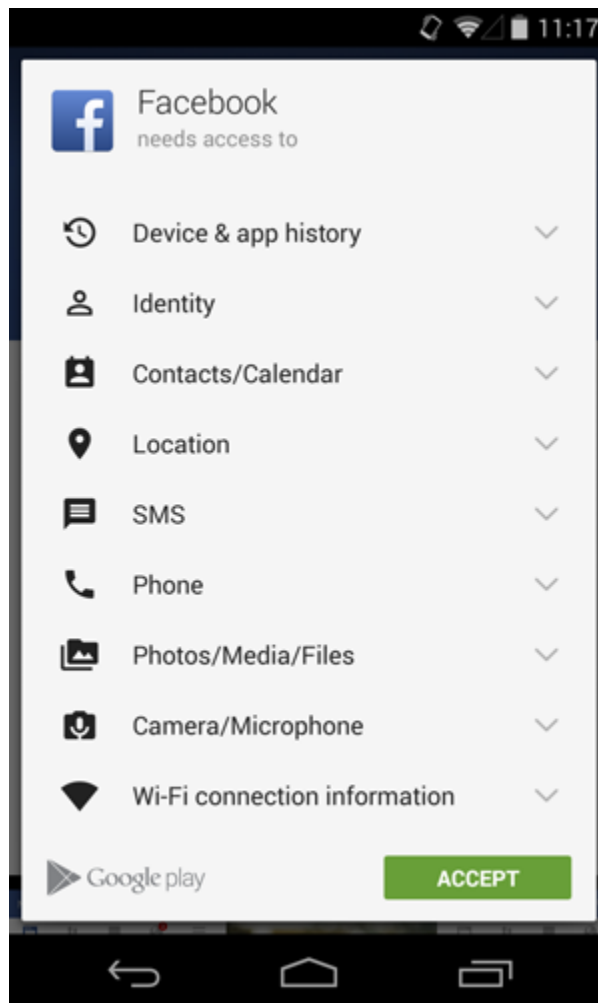 11:17
Facebook
needs access to
Device & app history
Identity
Contacts/Calendar
Location
SMS
Phone
Photos/Media/Files
Camera/Microphone
Wi-Fi connection information
Google play
ACCEPT